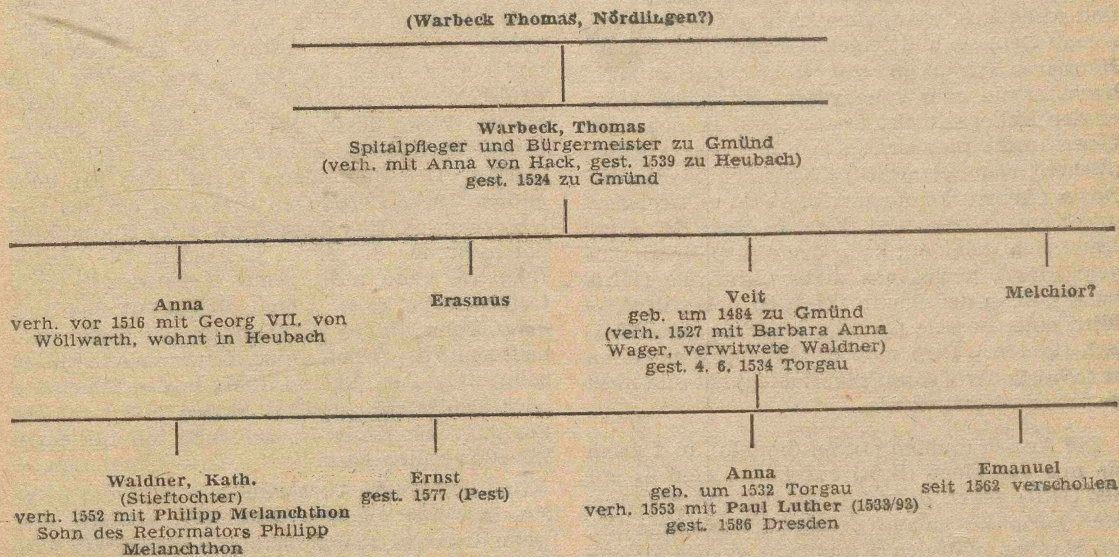 (Warbeck Thomas, Nördlingen?)
Warbeck, Thomas
Spitalpfleger und Bürgermeister zu Gmünd
(verh. mit Anna von Hack, gest. 1539 zu Heubach)
gest. 1524 zu Gmünd
Anna
verh. vor 1516 mit Georg VII. von
Wöllwarth, wohnt in Heubach
Erasmus
Veit
geb. um 1484 zu Gmünd
(verh. 1527 mit Barbara Anna
Wager, verwitwete Waldner)
gest. 4. 6. 1534 Torgau
Melchior?
Waldner, Kath.
(Stieftochter)
verh. 1552 mit Philipp Melanchthon
Sohn des Reformators Philipp
Melanchthon
Ernst
gest. 1577 (Pest)
Anna
geb. um 1532 Torgau
verh. 1553 mit Paul Luther (1533/93)
gest. 1586 Dresden
Emanuel
seit 1562 verschollen